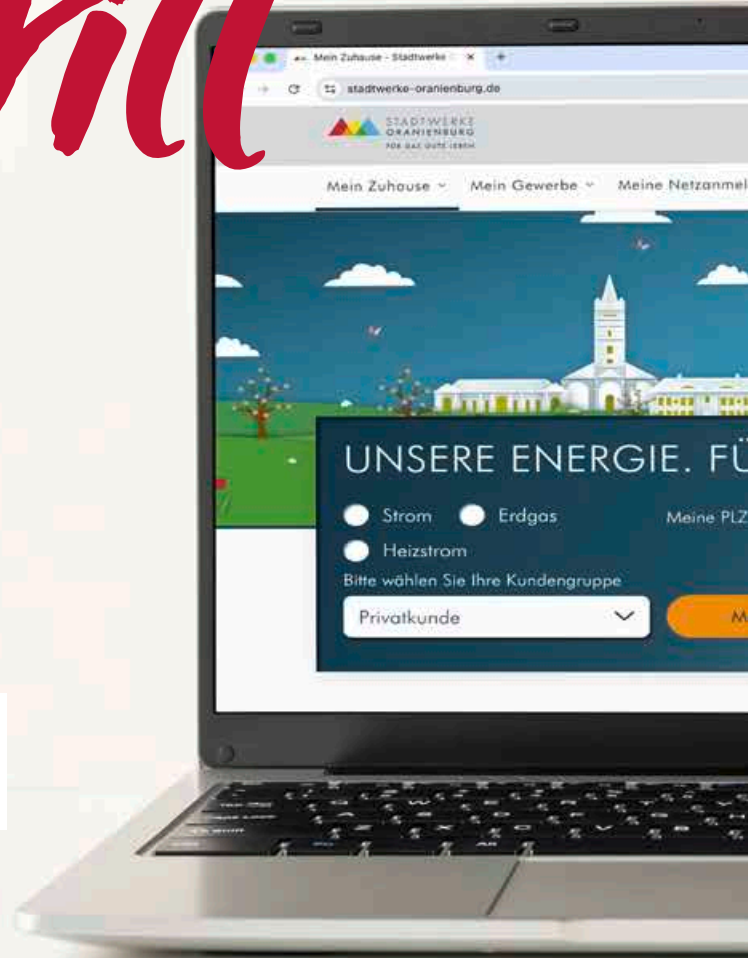 ill
Mein Zuhause - Stadtwerke
stadtwerke-oranienburg.de
STADTWERKE
ORANIENBURG
FÜR DAS GUTE LEBEN
Mein Zuhause
Mein Gewerbe
Meine Netzanmel
UNSERE ENERGIE. FÜ
Strom
Erdgas
Meine PLZ
Heizstrom
Bitte wählen Sie Ihre Kundengruppe
Privatkunde
M